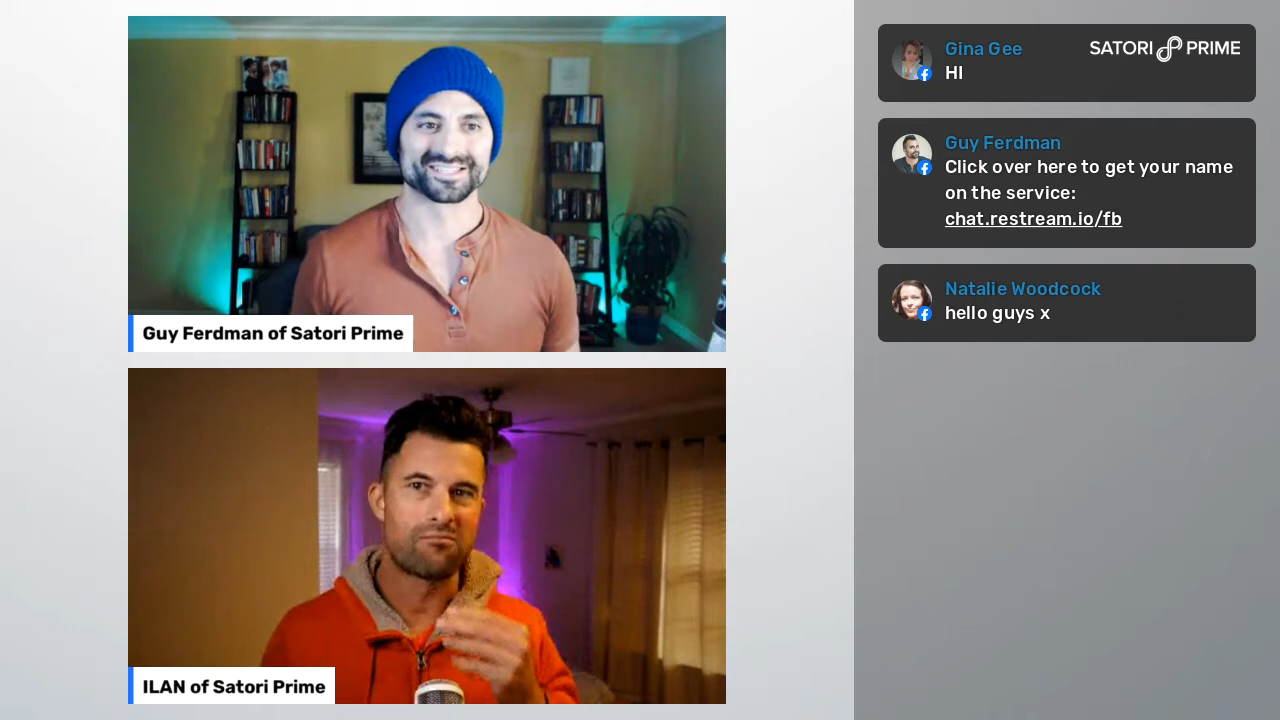 Guy Ferdman of Satori Prime
ILAN of Satori Prime
Gina Gee
SATORI PRIME
HI
Guy Ferdman
Click over here to get your name
on the service:
chat.restream.io/fb
Natalie Woodcock
hello guys x